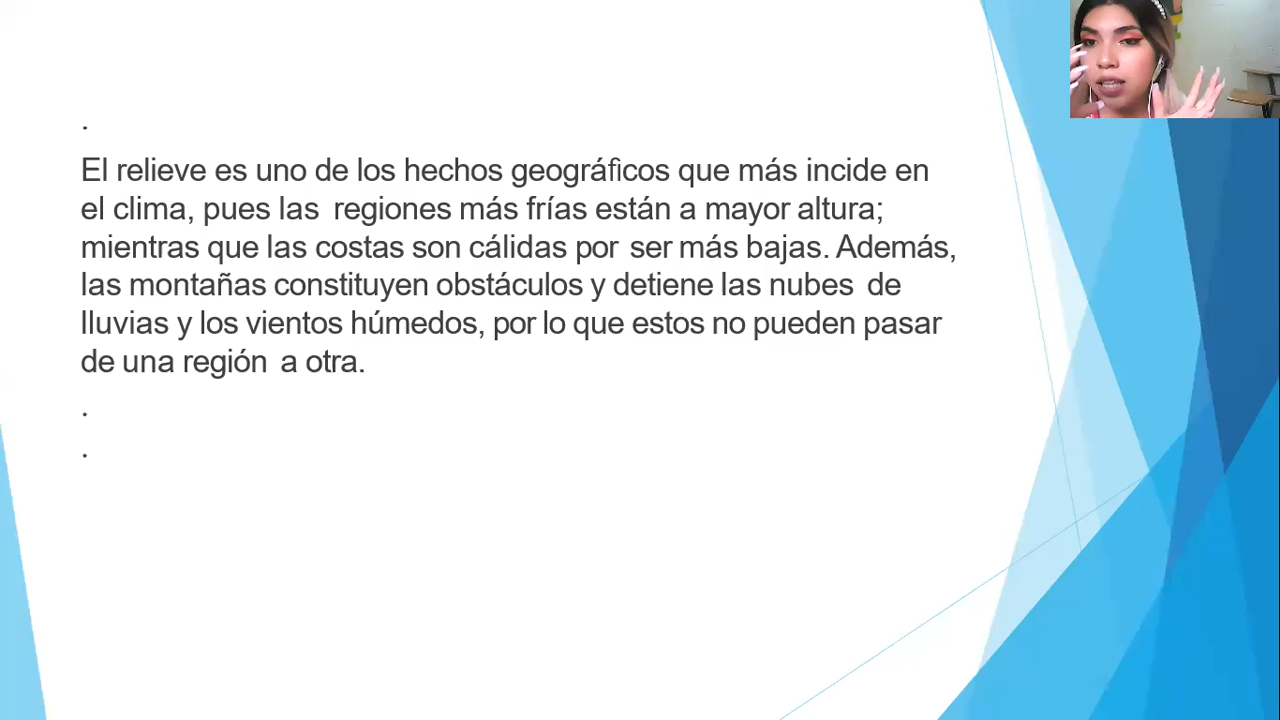 .
El relieve es uno de los hechos geográficos que más incide en
el clima, pues las regiones más frías están a mayor altura;
mientras que las costas son cálidas por ser más bajas. Además,
las montañas constituyen obstáculos y detiene las nubes de
lluvias y los vientos húmedos, por lo que estos no pueden pasar
de una región a otra.
.
.